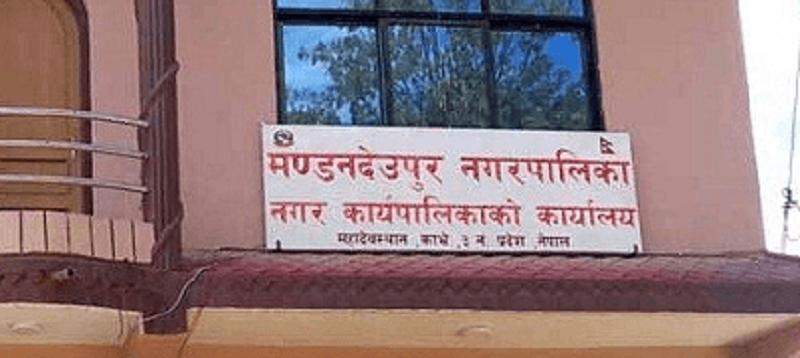 मण्डनदेउपुर नगरपालिका
नगर कार्यपालिकाको कार्यालय
महादेवस्थान ,काभ्रे ,३ नं. प्रदेश ,नेपाल